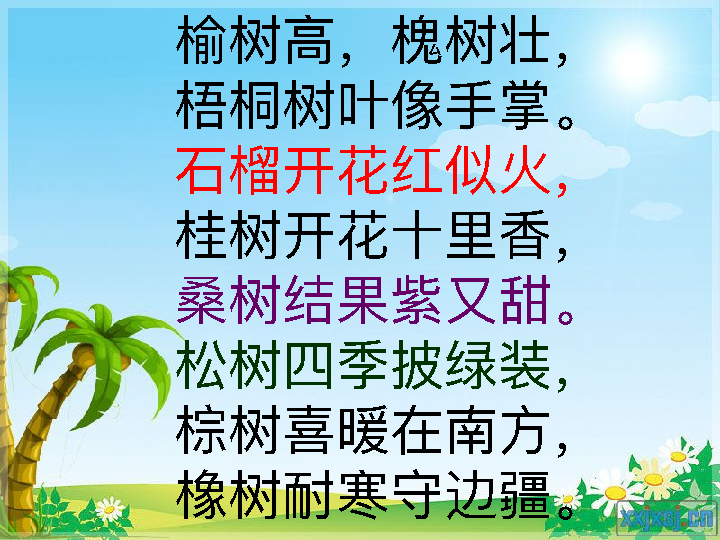 榆树高，槐树壮，
梧桐树叶像手掌。
石榴开花红似火，
桂树开花十里香，
桑树结果紫又甜。
松树四季披绿装，
棕树喜暖在南方，
橡树耐寒守边疆。
xxjxsj.cn